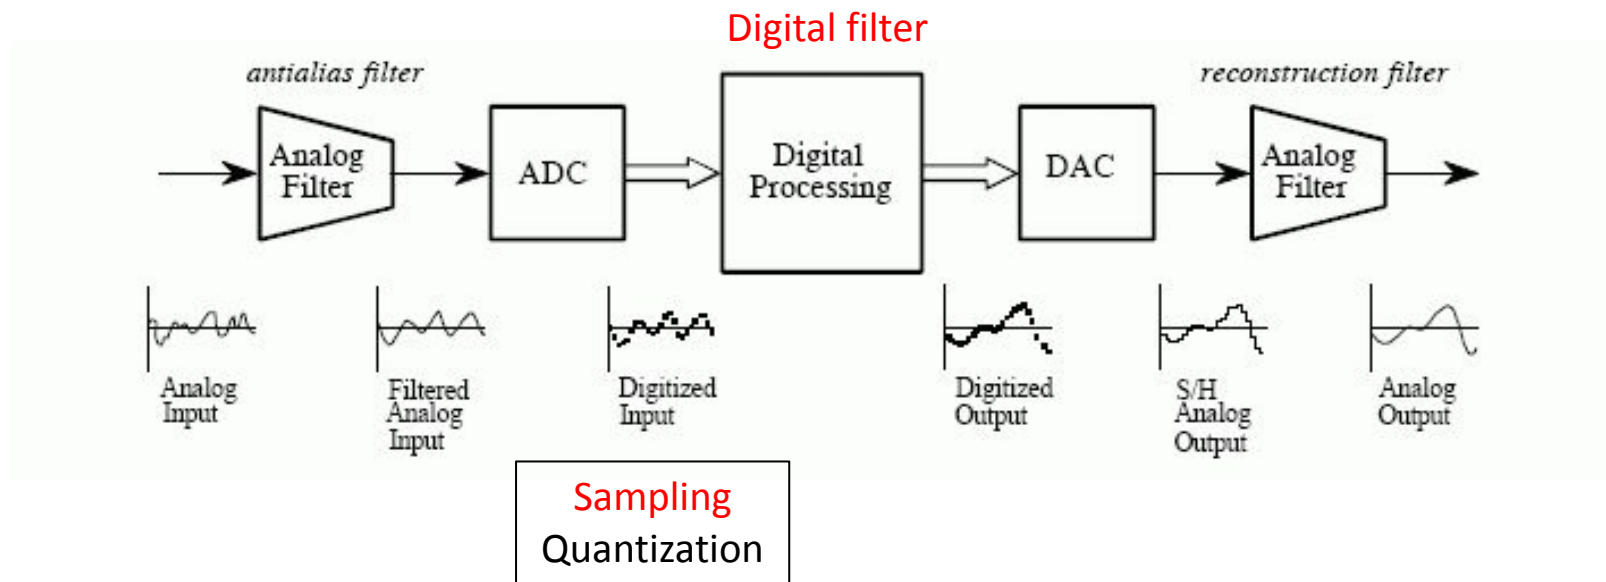 Digital filter
antialias filter
reconstruction filter
Analog
Filter
ADC
Digital
Processing
DAC
Analog
Filter
Analog
Input
Filtered
Analog
Input
Digitized
Input
Digitized
Output
S/H
Analog
Output
Analog
Output
Sampling
Quantization